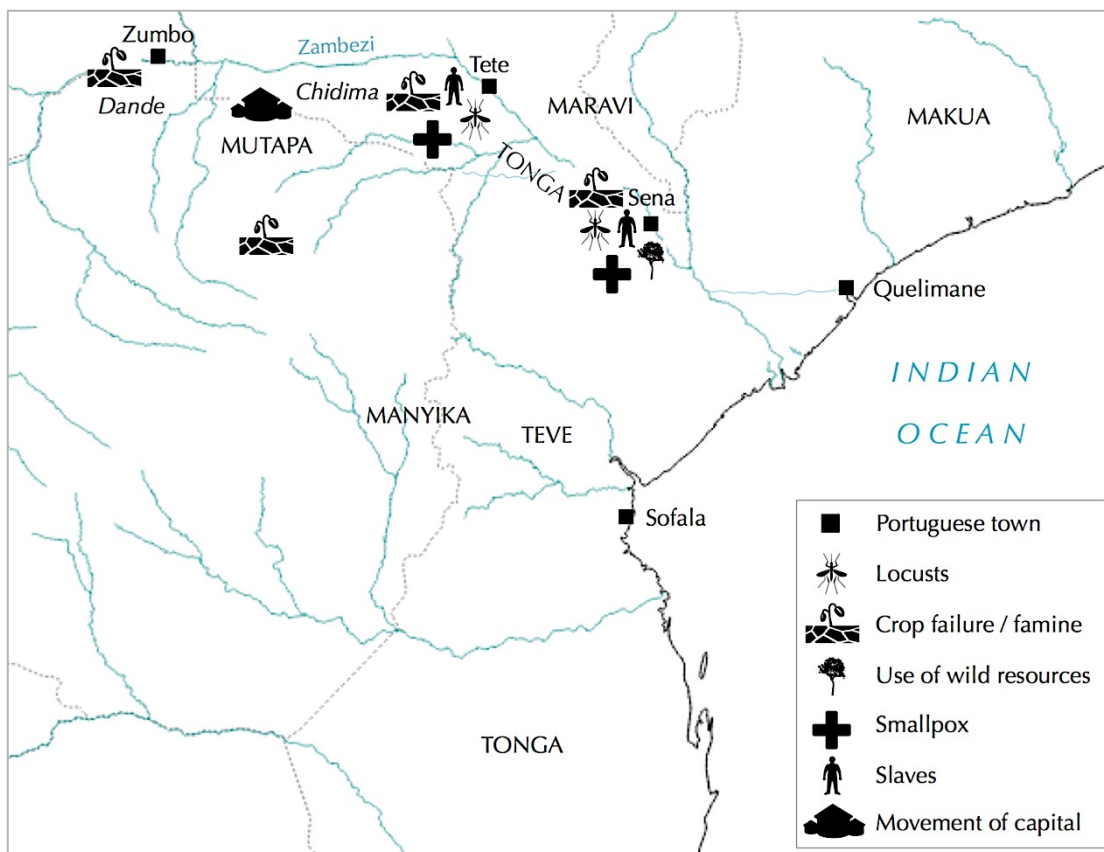 Zumbo
Zambezi
Tete
Dande
Chidima
MARAVI
MAKUA
MUTAPA
TONGA
Sena
Quelimane
INDIAN
OCEAN
MANYIKA
TEVE
Sofala
TONGA
Portuguese town
Locusts
Crop failure / famine
Use of wild resources
Smallpox
Slaves
Movement of capital